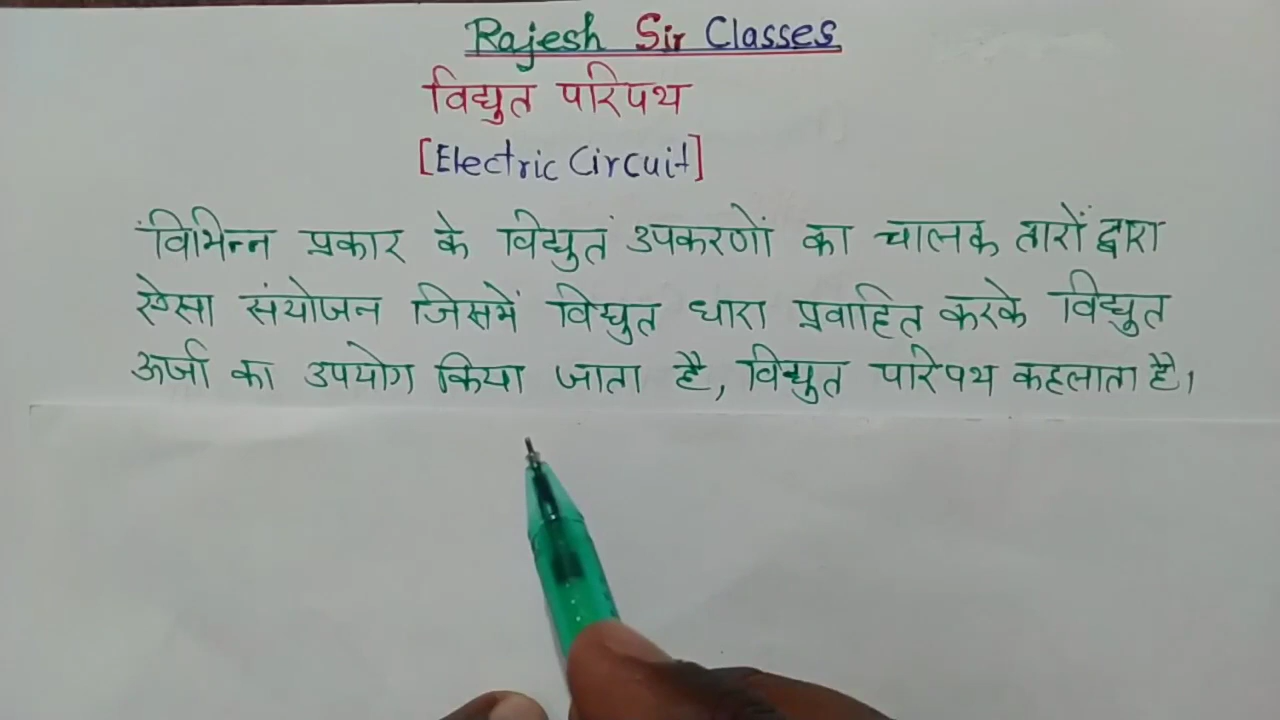 Rajesh Sir Classes
विद्युत परिपथ
[Electric Circuit]
विभिन्न प्रकार के विद्युत उपकरणों का चालक तारों द्वारा
ऐसा संयोजन जिसमें विद्युत धारा प्रवाहित करके विद्युत
ऊर्जा का उपयोग किया जाता है, विद्युत परिपथ कहलाता है।